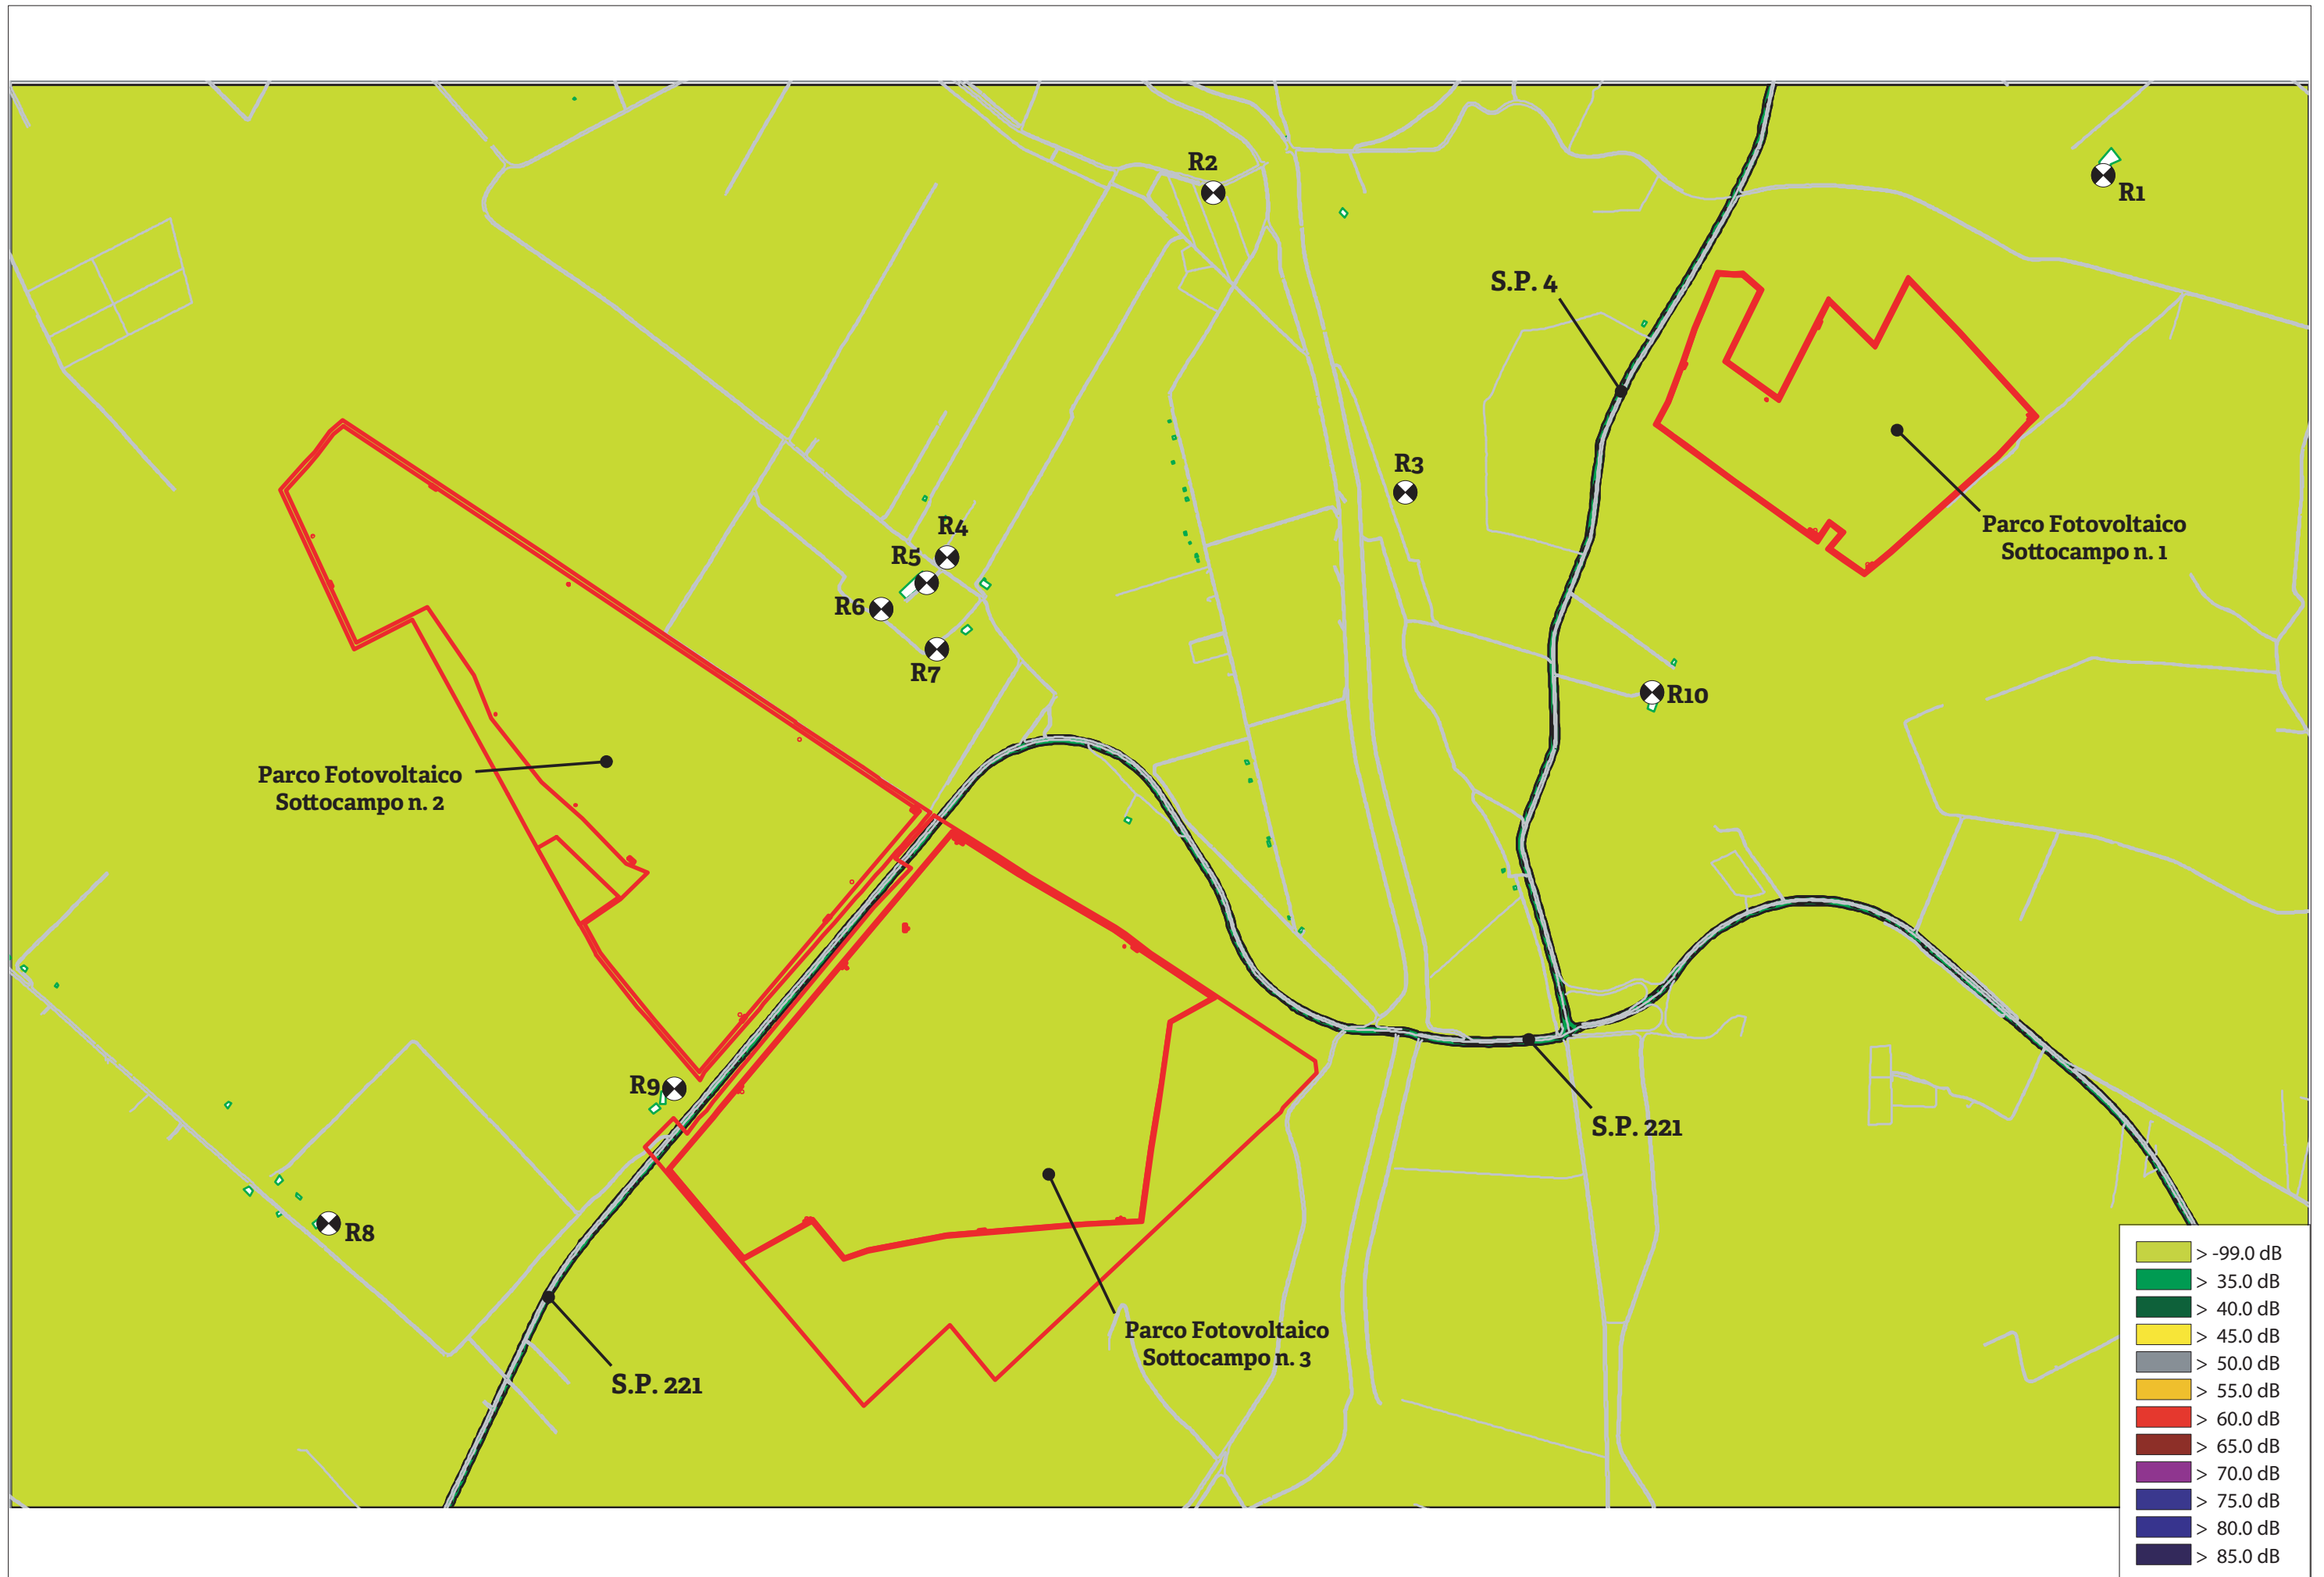 R2
R1
S.P. 4
R3
Parco Fotovoltaico
Sottocampo n. 1
R4
R5
R6
R7
R10
Parco Fotovoltaico
Sottocampo n. 2
R9
S.P. 221
R8
Parco Fotovoltaico
Sottocampo n. 3
S.P. 221
> -99.0 dB
> 35.0 dB
> 40.0 dB
> 45.0 dB
> 50.0 dB
> 55.0 dB
> 60.0 dB
> 65.0 dB
> 70.0 dB
> 75.0 dB
> 80.0 dB
> 85.0 dB